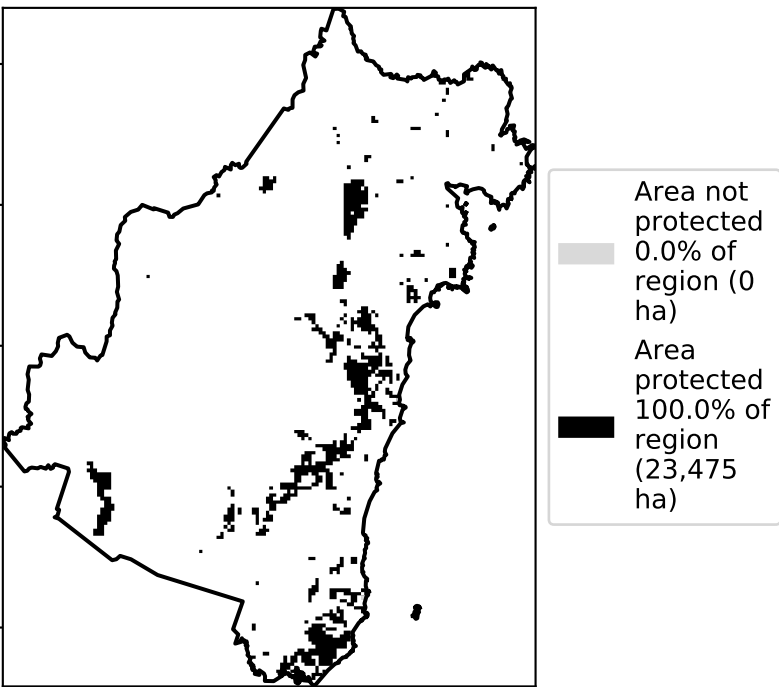 Area not
protected
0.0% of
region (0
ha)
Area
protected
100.0% of
region
(23,475
ha)